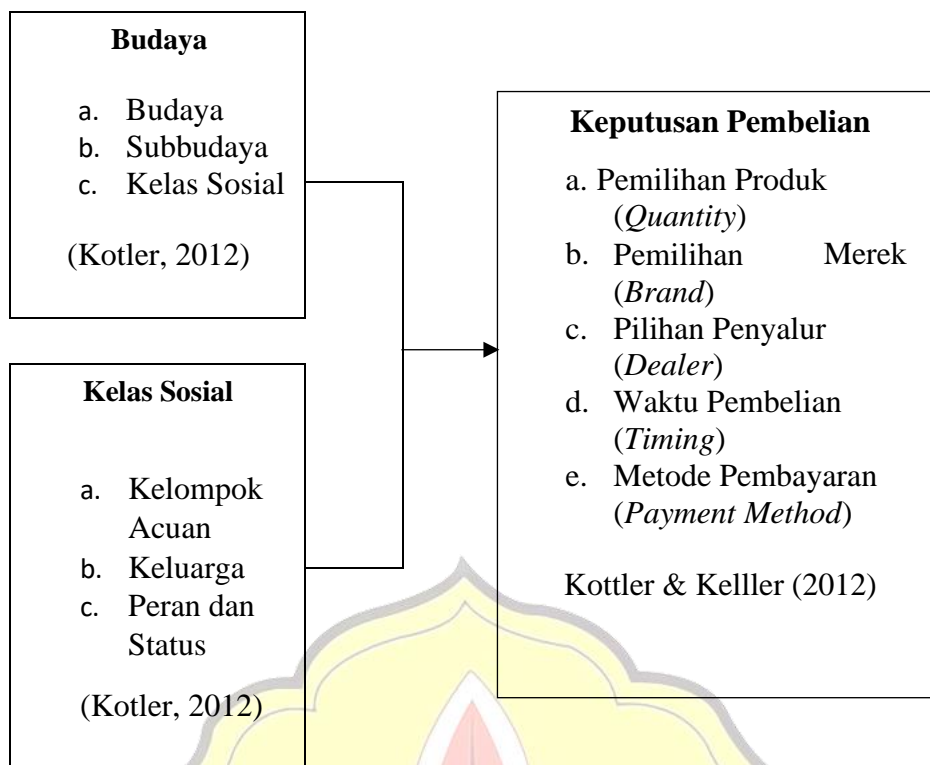 Budaya
a. Budaya
b. Subbudaya
c. Kelas Sosial
(Kotler, 2012)
Kelas Sosial
a. Kelompok
Acuan
b. Keluarga
c. Peran dan
Status
(Kotler, 2012)
Keputusan Pembelian
a. Pemilihan Produk
(Quantity)
b. Pemilihan Merek
(Brand)
c. Pilihan Penyalur
(Dealer)
d. Waktu Pembelian
(Timing)
e. Metode Pembayaran
(Payment Method)
Kottler & Kelller (2012)